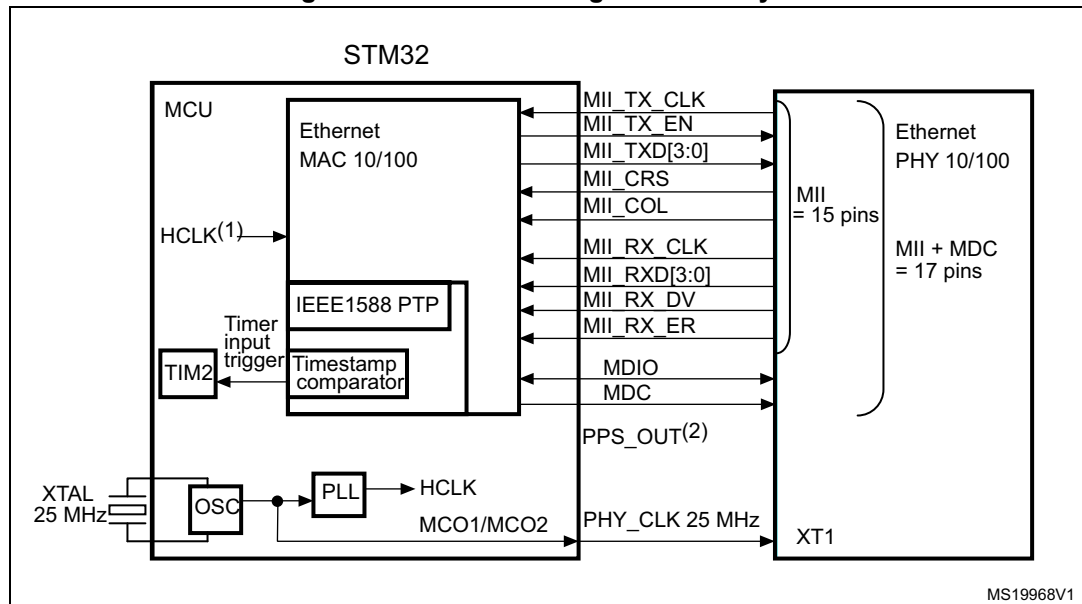 STM32
MCU
Ethernet
MAC 10/100
HCLK(1)
IEEE1588 PTP
Timer
input
trigger
Timestamp
comparator
TIM2
XTAL
25 MHz
OSC
PLL
HCLK
MCO1/MCO2
MII_TX_CLK
MII_TX_EN
MII_TXD[3:0]
MII_CRS
MII_COL
MII_RX_CLK
MII_RXD[3:0]
MII_RX_DV
MII_RX_ER
MDIO
MDC
PPS_OUT(2)
PHY_CLK 25 MHz
MII
= 15 pins
Ethernet
PHY 10/100
MII + MDC
= 17 pins
XT1
MS19968V1